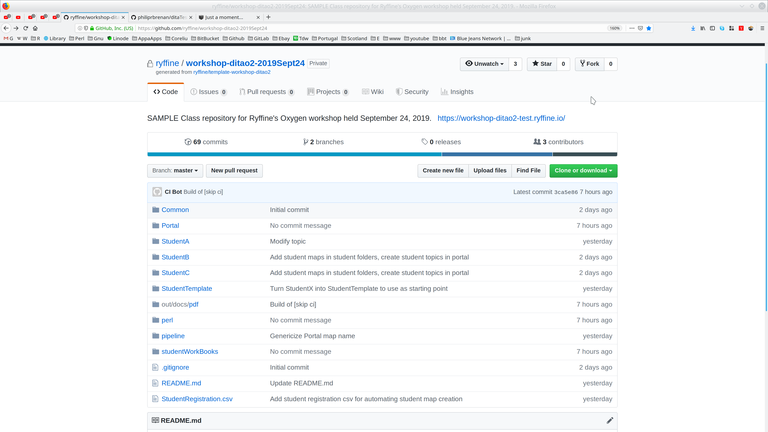 ryffine/workshop-ditao2-2019Sept24: SAMPLE Class repository for Ryffine's Oxygen workshop held September 24, 2019. - Mozilla Firefox
ryffine/workshop-di
philiprbrenan/dita
Just a moment...
GitHub, Inc. (US)
https://github.com/ryffine/workshop-ditao2-2019Sept24
150%
G W Library Perl Gnu Linode AppaApps Coreliu BitBucket Github GitLab Ebay Tdw Portugal Scotland E www youtube bbt Blue Jeans Network | ... junk
ryffine / workshop-ditao2-2019Sept24 Private
generated from ryffine/template-workshop-ditao2
Unwatch 3 Star 0 Fork 0
Code Issues 0 Pull requests 0 Projects 0 Wiki Security Insights
SAMPLE Class repository for Ryffine's Oxygen workshop held September 24, 2019. https://workshop-ditao2-test.ryffine.io/
69 commits 2 branches 0 releases 3 contributors
Branch: master New pull request Create new file Upload files Find File Clone or download
CI Bot Build of [skip ci] Latest commit 3ca5e86 7 hours ago
Common Initial commit 2 days ago
Portal No commit message 7 hours ago
StudentA Modify topic yesterday
StudentB Add student maps in student folders, create student topics in portal 2 days ago
StudentC Add student maps in student folders, create student topics in portal 2 days ago
StudentTemplate Turn StudentX into StudentTemplate to use as starting point yesterday
out/docs/pdf Build of [skip ci] 7 hours ago
perl No commit message 7 hours ago
pipeline Genericize Portal map name yesterday
studentWorkBooks No commit message 7 hours ago
.gitignore Initial commit 2 days ago
README.md Update README.md yesterday
StudentRegistration.csv Add student registration csv for automating student map creation yesterday
README.md